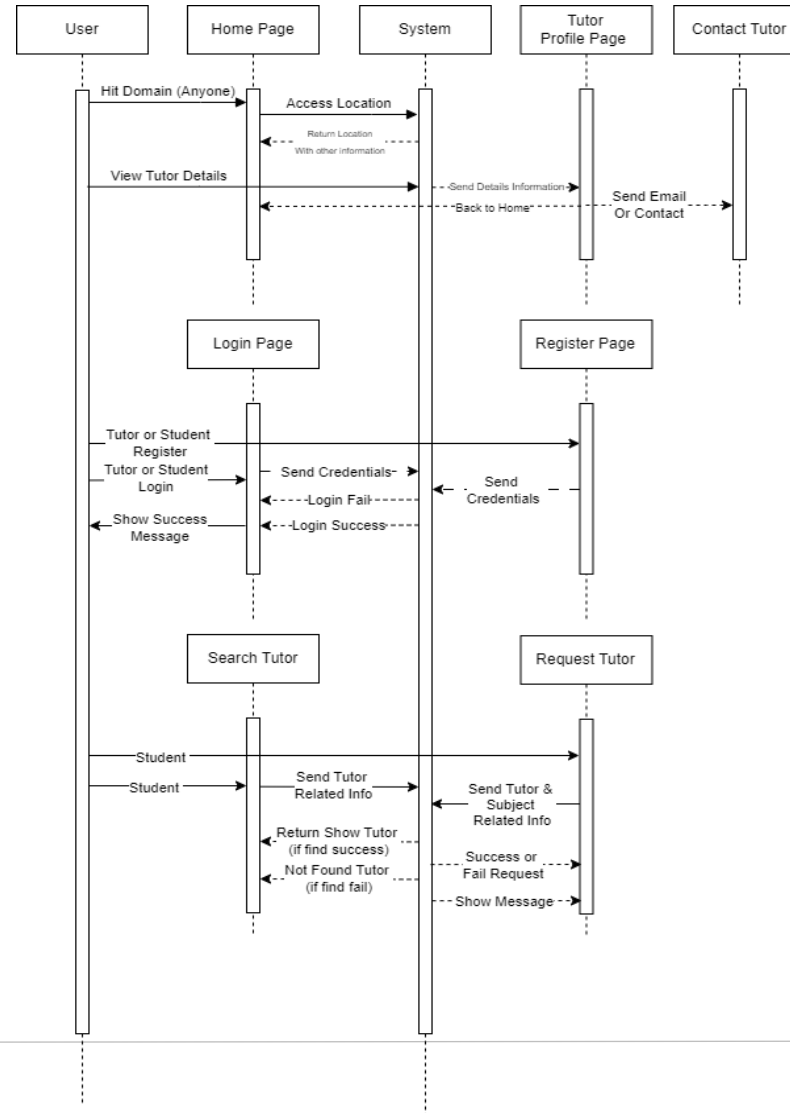 User
Home Page
System
Tutor
Profile Page
Contact Tutor
Hit Domain (Anyone)
Access Location
Return Location
With other information
View Tutor Details
Send Details Information
Back to Home
Send Email
Or Contact
Login Page
Register Page
Tutor or Student
Register
Tutor or Student
Login
Send Credentials
Send
Credentials
Login Fail
Show Success
Message
Login Success
Search Tutor
Request Tutor
Student
Student
Send Tutor
Related Info
Send Tutor &
Subject
Related Info
Return Show Tutor
(if find success)
Success or
Fail Request
Not Found Tutor
(if find fail)
Show Message